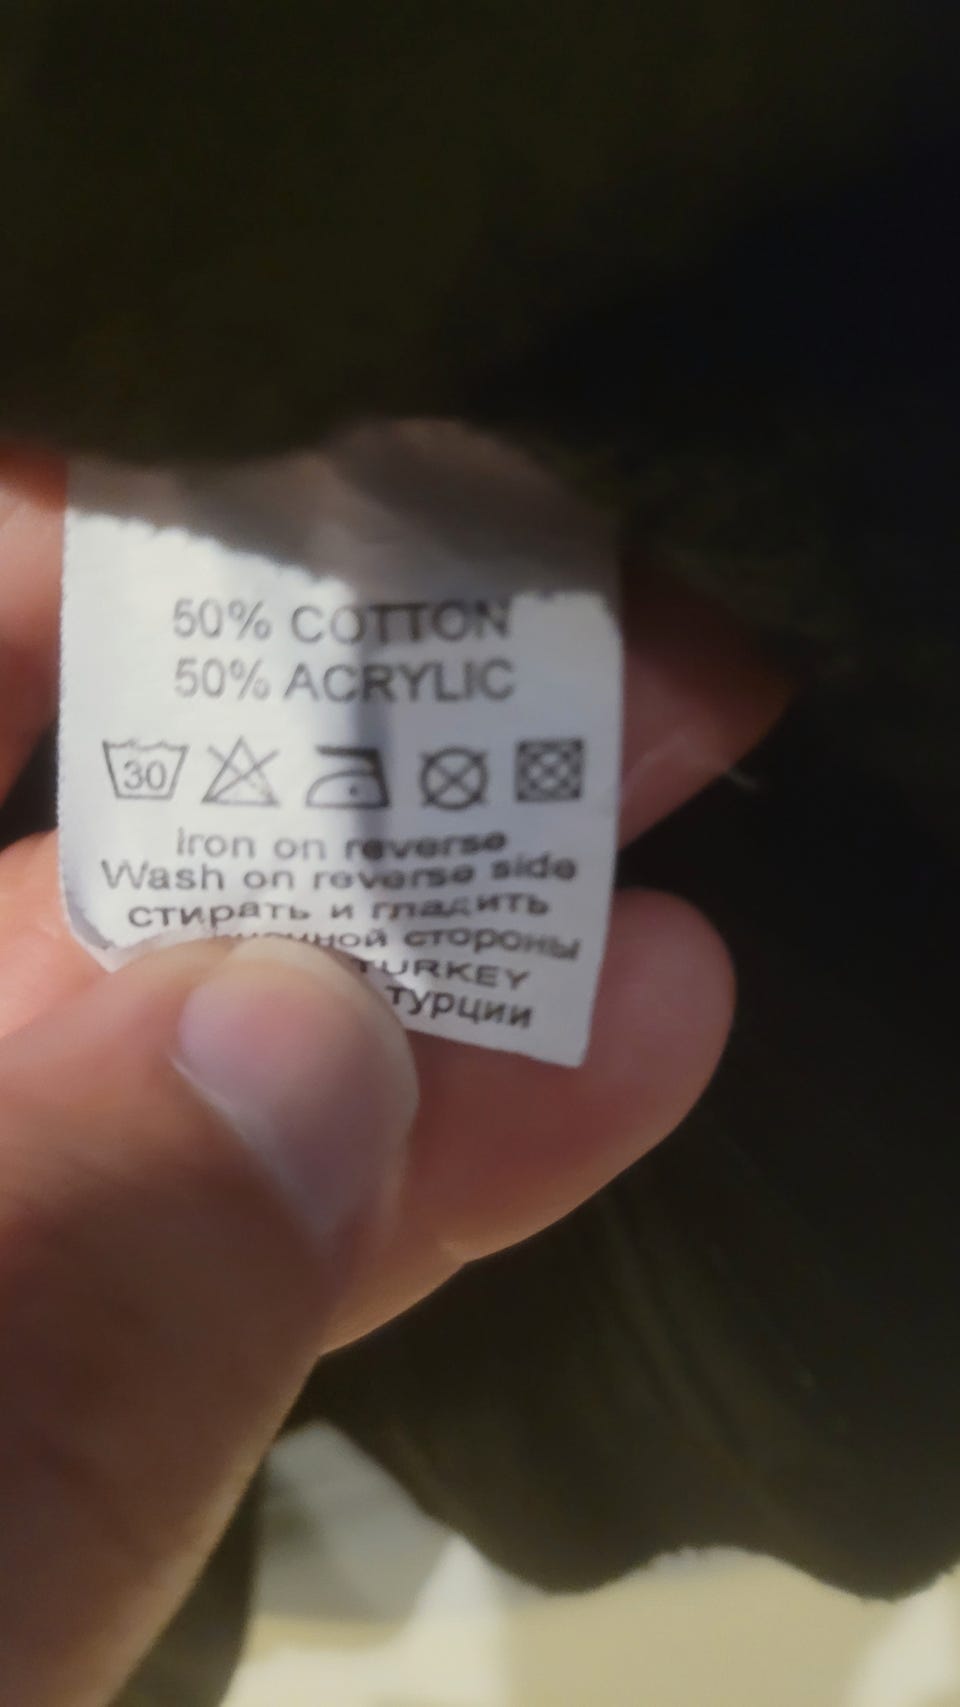 50% COTTON
50% ACRYLIC
30
Iron on reverse
Wash on reverse side
стирать и гладить
стороны
TURKEY
турции